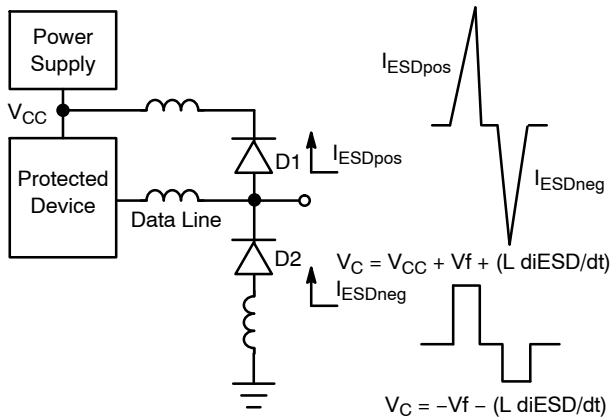 Power
Supply
V_CC
Protected
Device
Data Line
D1
I_ESDpos
D2
I_ESDneg
I_ESDpos
I_ESDneg
V_C = V_CC + Vf + (L diESD/dt)
V_C = −Vf − (L diESD/dt)